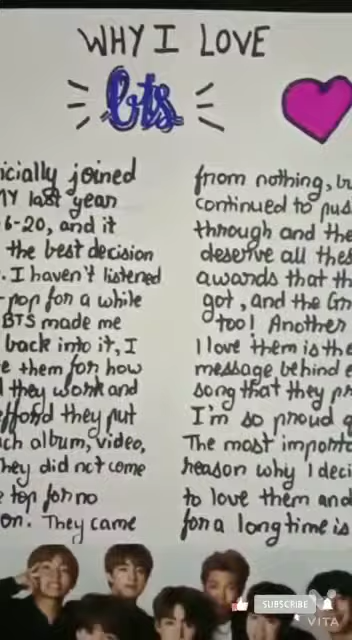 WHY I LOVE
bts
icially joined
MY last year
6-20, and it
the best decision
. I haven't listened
-pop for a while
BTS made me
back into it, I
them for how
they work and
they put
ch album, video,
They did not come
top for no
on. They came
from nothing, bu
continued to pus
through and the
deserve all thes
awards that th
got, and the Gr
too! Another
I love them is the
message behind e
song that they pr
I'm so proud
The most importa
reason why I deci
to love them and
for a long time is
SUBSCRIBE
VITA